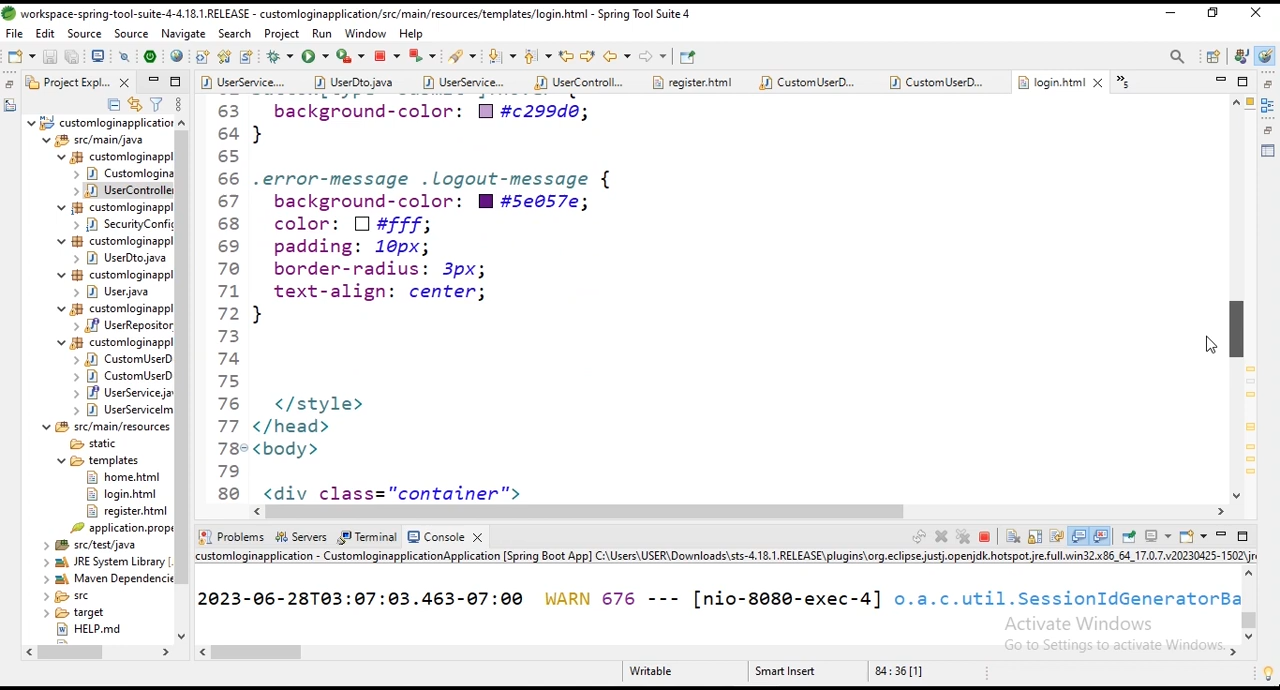 workspace-spring-tool-suite-4-4.18.1.RELEASE - customloginapplication/src/main/resources/templates/login.html - Spring Tool Suite 4
File Edit Source Source Navigate Search Project Run Window Help
Project Expl...
UserService.... UserDto.java UserService... UserControll... register.html CustomUserD... CustomUserD... login.html »5
customloginapplication
src/main/java
customloginappl
Customlogina
UserController
customloginappl
SecurityConfig
customloginappl
UserDto.java
customloginappl
User.java
customloginappl
UserRepositor
customloginappl
CustomUserD
CustomUserD
UserService.jav
UserServiceIm
src/main/resources
static
templates
home.html
login.html
register.html
application.prope
src/test/java
JRE System Library [
Maven Dependencie
src
target
HELP.md
63 background-color: #c299d0;
64 }
65
66 .error-message .logout-message {
67 background-color: #5e057e;
68 color: #fff;
69 padding: 10px;
70 border-radius: 3px;
71 text-align: center;
72 }
73
74
75
76 </style>
77 </head>
78 <body>
79
80 <div class="container">
Problems Servers Terminal Console
customloginapplication - CustomloginapplicationApplication [Spring Boot App] C:\Users\USER\Downloads\sts-4.18.1.RELEASE\plugins\org.eclipse.justj.openjdk.hotspot.jre.full.win32.x86_64_17.0.7.v20230425-1502\jre
2023-06-28T03:07:03.463-07:00 WARN 676 --- [nio-8080-exec-4] o.a.c.util.SessionIdGeneratorBa
Activate Windows
Go to Settings to activate Windows.
Writable Smart Insert 84 : 36 [1]